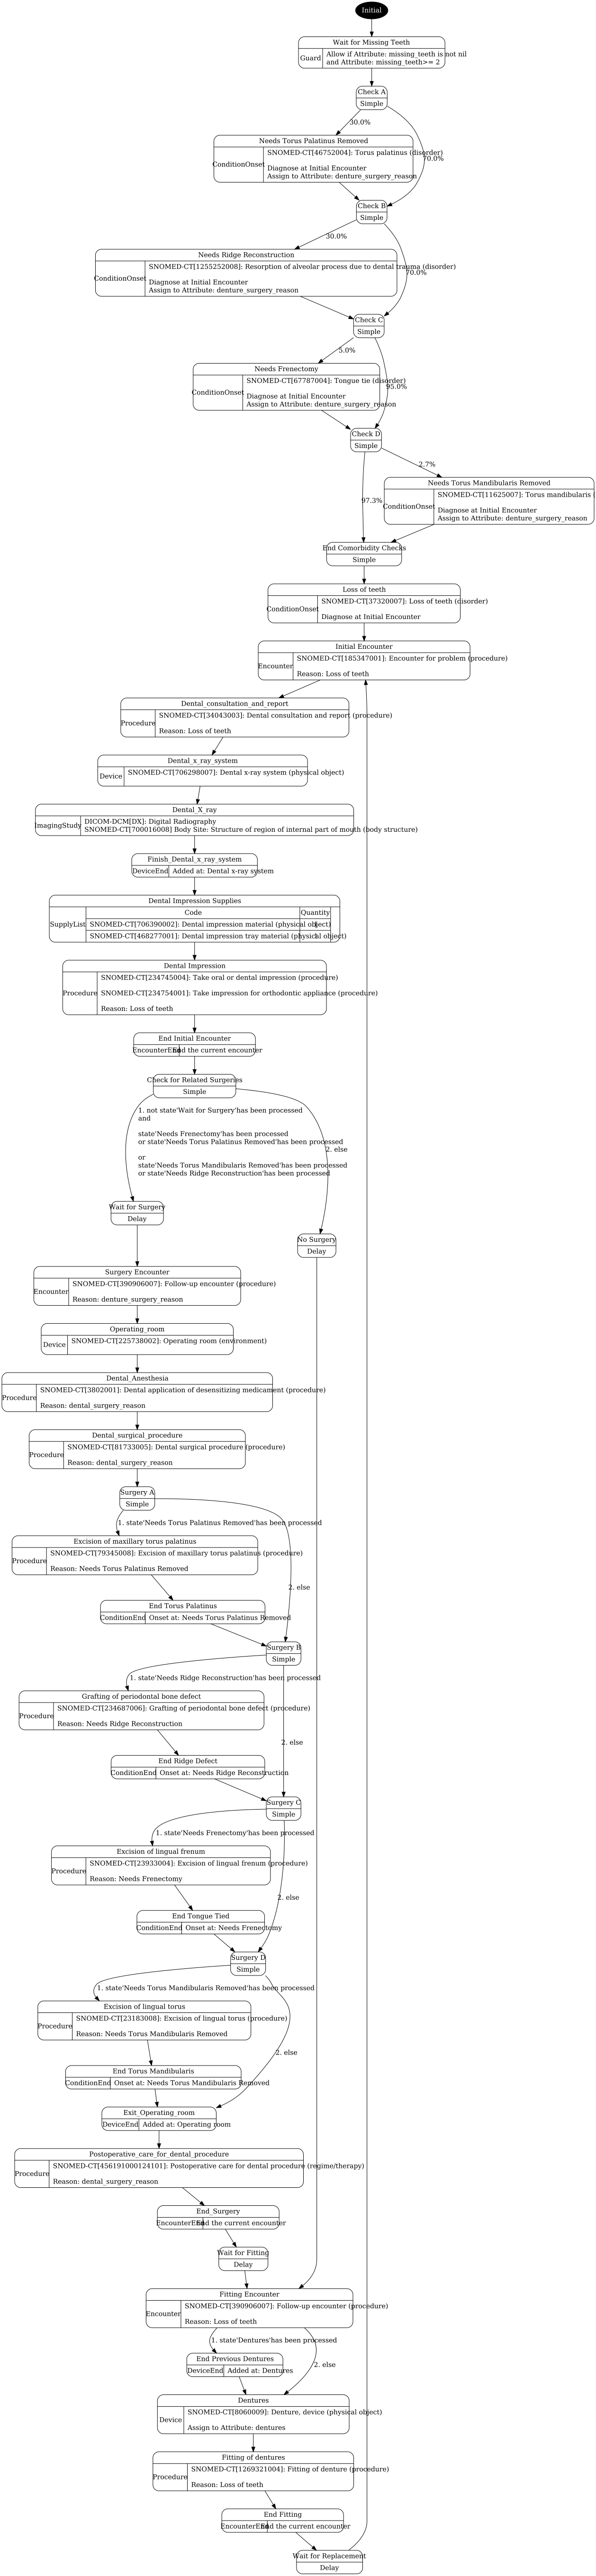 Initial
Wait for Missing Teeth
Guard
Allow if Attribute: missing_teeth is not nil
and Attribute: missing_teeth>= 2
Check A
Simple
30.0%
70.0%
Needs Torus Palatinus Removed
ConditionOnset
SNOMED-CT[46752004]: Torus palatinus (disorder)
Diagnose at Initial Encounter
Assign to Attribute: denture_surgery_reason
Check B
Simple
30.0%
70.0%
Needs Ridge Reconstruction
ConditionOnset
SNOMED-CT[1255252008]: Resorption of alveolar process due to dental trauma (disorder)
Diagnose at Initial Encounter
Assign to Attribute: denture_surgery_reason
Check C
Simple
5.0%
95.0%
Needs Frenectomy
ConditionOnset
SNOMED-CT[67787004]: Tongue tie (disorder)
Diagnose at Initial Encounter
Assign to Attribute: denture_surgery_reason
Check D
Simple
2.7%
97.3%
Needs Torus Mandibularis Removed
ConditionOnset
SNOMED-CT[11625007]: Torus mandibularis (
Diagnose at Initial Encounter
Assign to Attribute: denture_surgery_reason
End Comorbidity Checks
Simple
Loss of teeth
ConditionOnset
SNOMED-CT[37320007]: Loss of teeth (disorder)
Diagnose at Initial Encounter
Initial Encounter
Encounter
SNOMED-CT[185347001]: Encounter for problem (procedure)
Reason: Loss of teeth
Dental_consultation_and_report
Procedure
SNOMED-CT[34043003]: Dental consultation and report (procedure)
Reason: Loss of teeth
Dental_x_ray_system
Device
SNOMED-CT[706298007]: Dental x-ray system (physical object)
Dental_X_ray
ImagingStudy
DICOM-DCM[DX]: Digital Radiography
SNOMED-CT[700016008] Body Site: Structure of region of internal part of mouth (body structure)
Finish_Dental_x_ray_system
DeviceEnd
Added at: Dental x-ray system
Dental Impression Supplies
SupplyList
Code
Quantity
SNOMED-CT[706390002]: Dental impression material (physical object)
SNOMED-CT[468277001]: Dental impression tray material (physical object)
Dental Impression
Procedure
SNOMED-CT[234745004]: Take oral or dental impression (procedure)
SNOMED-CT[234754001]: Take impression for orthodontic appliance (procedure)
Reason: Loss of teeth
End Initial Encounter
EncounterEnd
End the current encounter
Check for Related Surgeries
Simple
1. not state'Wait for Surgery'has been processed
and
state'Needs Frenectomy'has been processed
or state'Needs Torus Palatinus Removed'has been processed
2. else
or
state'Needs Torus Mandibularis Removed'has been processed
or state'Needs Ridge Reconstruction'has been processed
Wait for Surgery
Delay
No Surgery
Delay
Surgery Encounter
Encounter
SNOMED-CT[390906007]: Follow-up encounter (procedure)
Reason: denture_surgery_reason
Operating_room
Device
SNOMED-CT[225738002]: Operating room (environment)
Dental_Anesthesia
Procedure
SNOMED-CT[3802001]: Dental application of desensitizing medicament (procedure)
Reason: dental_surgery_reason
Dental_surgical_procedure
Procedure
SNOMED-CT[81733005]: Dental surgical procedure (procedure)
Reason: dental_surgery_reason
Surgery A
Simple
1. state'Needs Torus Palatinus Removed'has been processed
Excision of maxillary torus palatinus
Procedure
SNOMED-CT[79345008]: Excision of maxillary torus palatinus (procedure)
Reason: Needs Torus Palatinus Removed
2. else
End Torus Palatinus
ConditionEnd
Onset at: Needs Torus Palatinus Removed
Surgery B
Simple
1. state'Needs Ridge Reconstruction'has been processed
Grafting of periodontal bone defect
Procedure
SNOMED-CT[234687006]: Grafting of periodontal bone defect (procedure)
Reason: Needs Ridge Reconstruction
2. else
End Ridge Defect
ConditionEnd
Onset at: Needs Ridge Reconstruction
Surgery C
Simple
1. state'Needs Frenectomy'has been processed
Excision of lingual frenum
Procedure
SNOMED-CT[23933004]: Excision of lingual frenum (procedure)
Reason: Needs Frenectomy
2. else
End Tongue Tied
ConditionEnd
Onset at: Needs Frenectomy
Surgery D
Simple
1. state'Needs Torus Mandibularis Removed'has been processed
Excision of lingual torus
Procedure
SNOMED-CT[23183008]: Excision of lingual torus (procedure)
Reason: Needs Torus Mandibularis Removed
2. else
End Torus Mandibularis
ConditionEnd
Onset at: Needs Torus Mandibularis Removed
Exit_Operating_room
DeviceEnd
Added at: Operating room
Postoperative_care_for_dental_procedure
Procedure
SNOMED-CT[456191000124101]: Postoperative care for dental procedure (regime/therapy)
Reason: dental_surgery_reason
End_Surgery
EncounterEnd
End the current encounter
Wait for Fitting
Delay
Fitting Encounter
Encounter
SNOMED-CT[390906007]: Follow-up encounter (procedure)
Reason: Loss of teeth
1. state'Dentures'has been processed
2. else
End Previous Dentures
DeviceEnd
Added at: Dentures
Dentures
Device
SNOMED-CT[8060009]: Denture, device (physical object)
Assign to Attribute: dentures
Fitting of dentures
Procedure
SNOMED-CT[1269321004]: Fitting of denture (procedure)
Reason: Loss of teeth
End Fitting
EncounterEnd
End the current encounter
Wait for Replacement
Delay